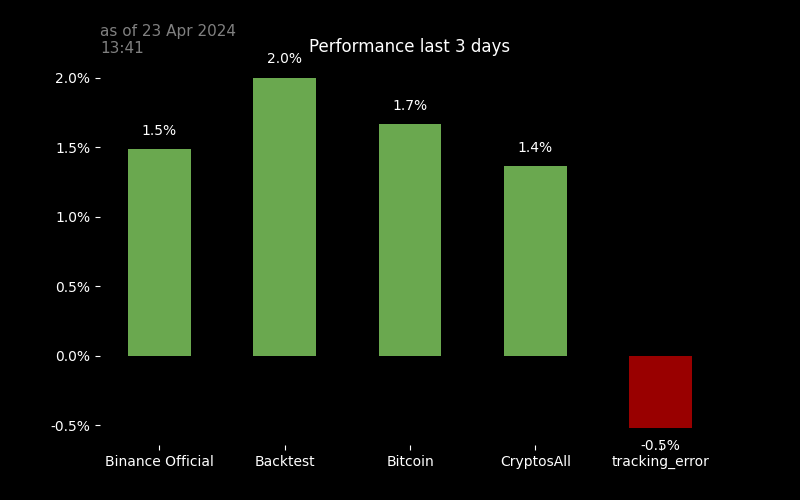 as of 23 Apr 2024
13:41
Performance last 3 days
2.0%
1.5%
1.0%
0.5%
0.0%
-0.5%
1.5%
2.0%
1.7%
1.4%
-0.5%
Binance Official
Backtest
Bitcoin
CryptosAll
tracking_error